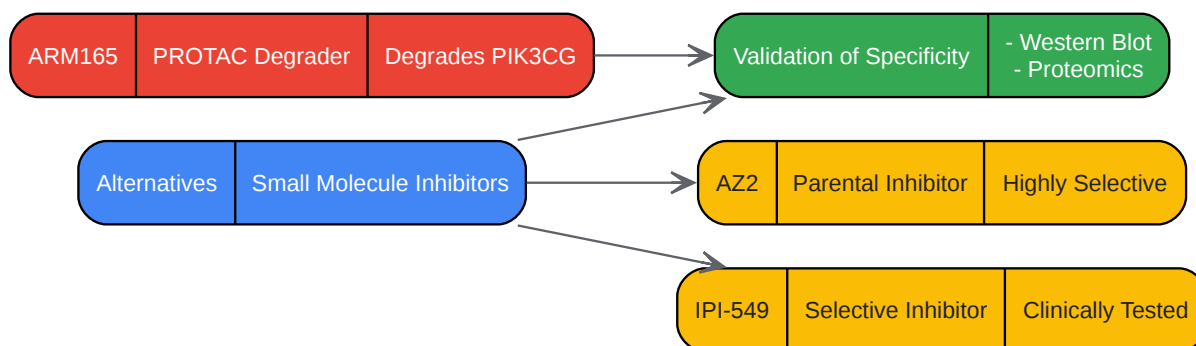 ARM165
PROTAC Degrader
Degrades PIK3CG
Validation of Specificity
- Western Blot
- Proteomics
Alternatives
Small Molecule Inhibitors
AZ2
Parental Inhibitor
Highly Selective
IPI-549
Selective Inhibitor
Clinically Tested